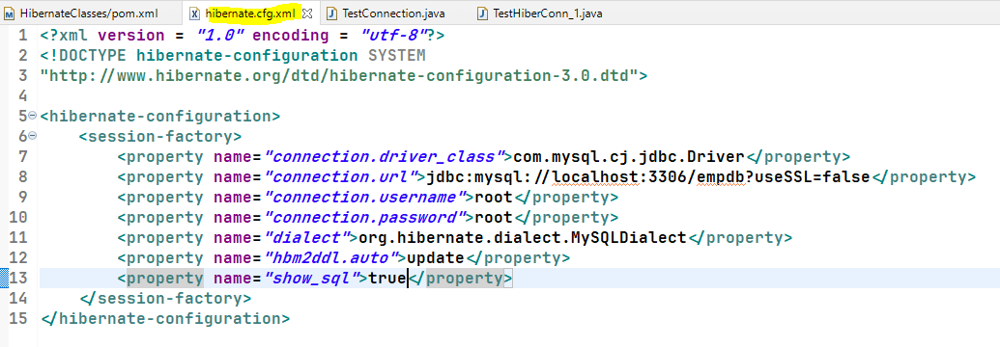 HibernateClasses/pom.xml hibernate.cfg.xml TestConnection.java TestHiberConn_1.java
1 <?xml version = "1.0" encoding = "utf-8"?>
2 <!DOCTYPE hibernate-configuration SYSTEM
3 "http://www.hibernate.org/dtd/hibernate-configuration-3.0.dtd">
4
5 <hibernate-configuration>
6 <session-factory>
7 <property name="connection.driver_class">com.mysql.cj.jdbc.Driver</property>
8 <property name="connection.url">jdbc:mysql://localhost:3306/empdb?useSSL=false</property>
9 <property name="connection.username">root</property>
10 <property name="connection.password">root</property>
11 <property name="dialect">org.hibernate.dialect.MySQLDialect</property>
12 <property name="hbm2ddl.auto">update</property>
13 <property name="show_sql">true</property>
14 </session-factory>
15 </hibernate-configuration>